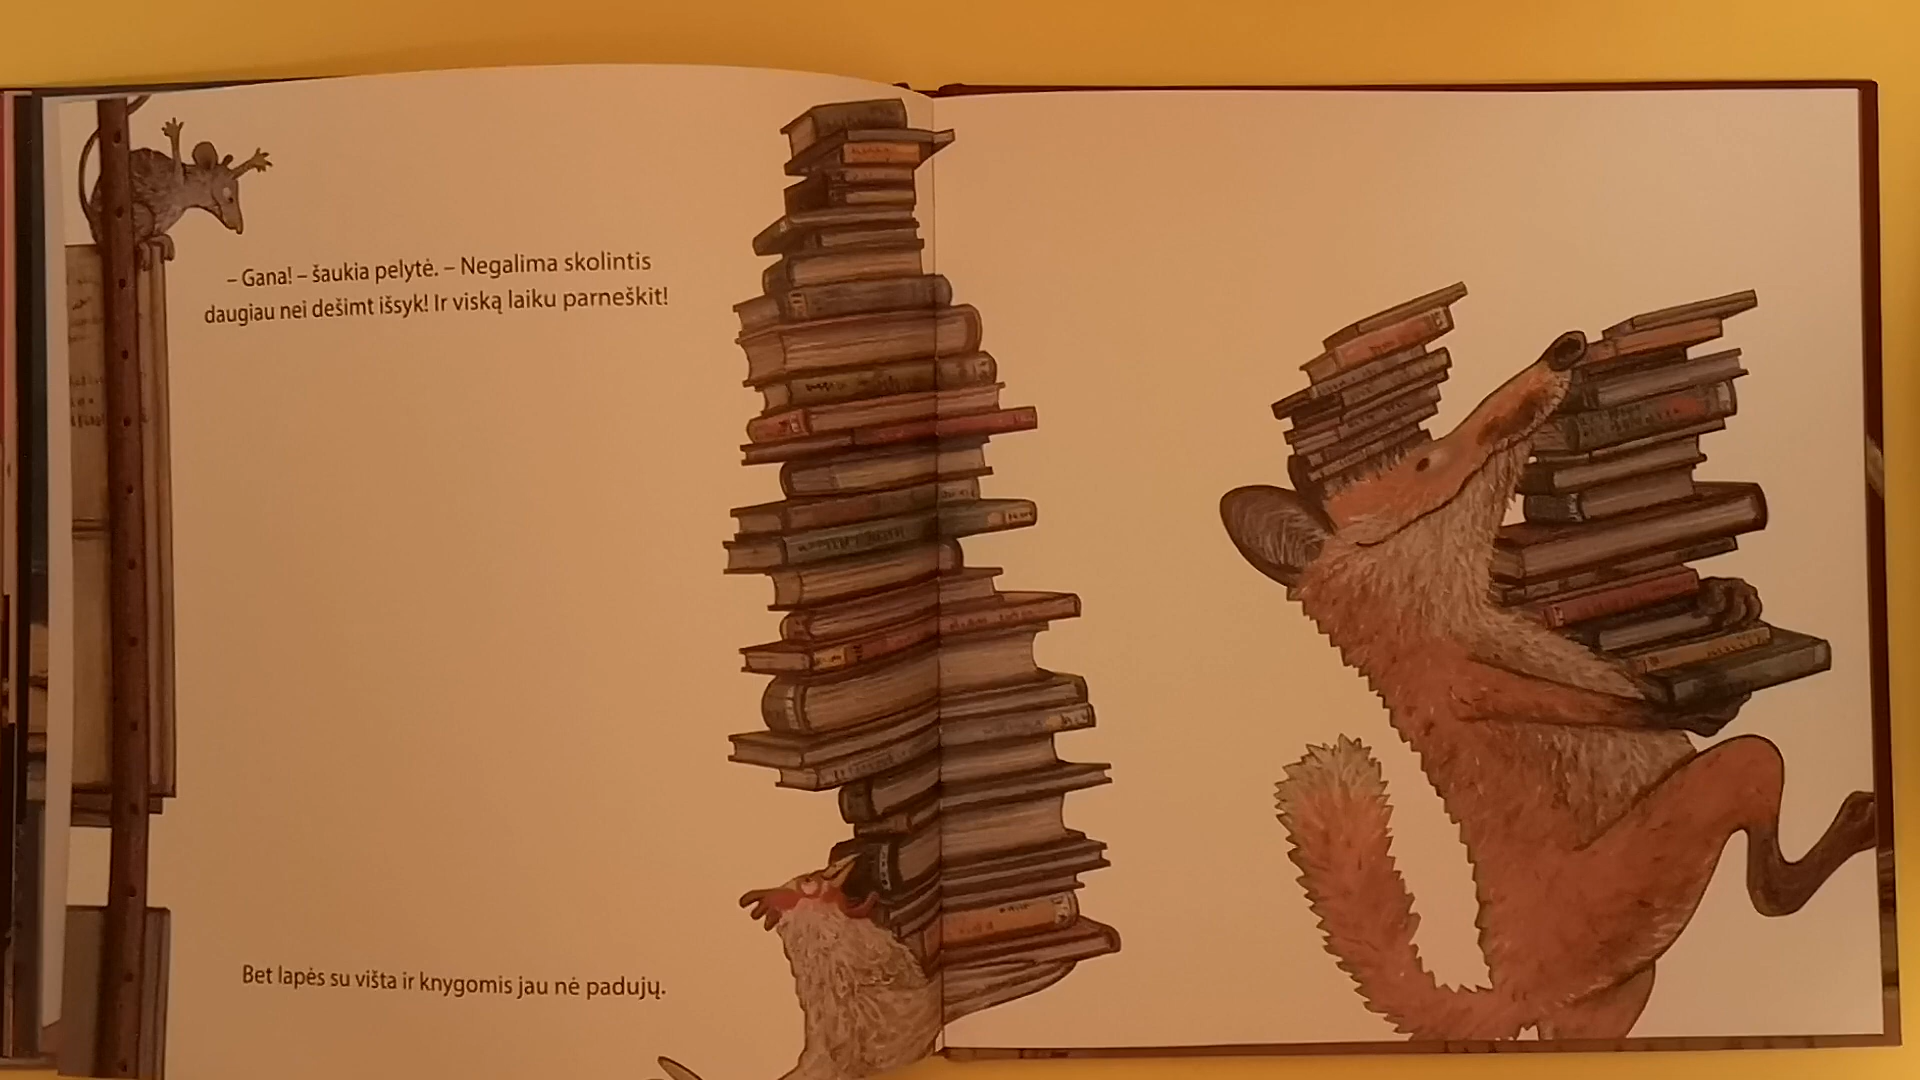 – Gana! – šaukia pelytė. – Negalima skolintis
daugiau nei dešimt išsyk! Ir viską laiku parneškit!
Bet lapės su višta ir knygomis jau nė padujų.